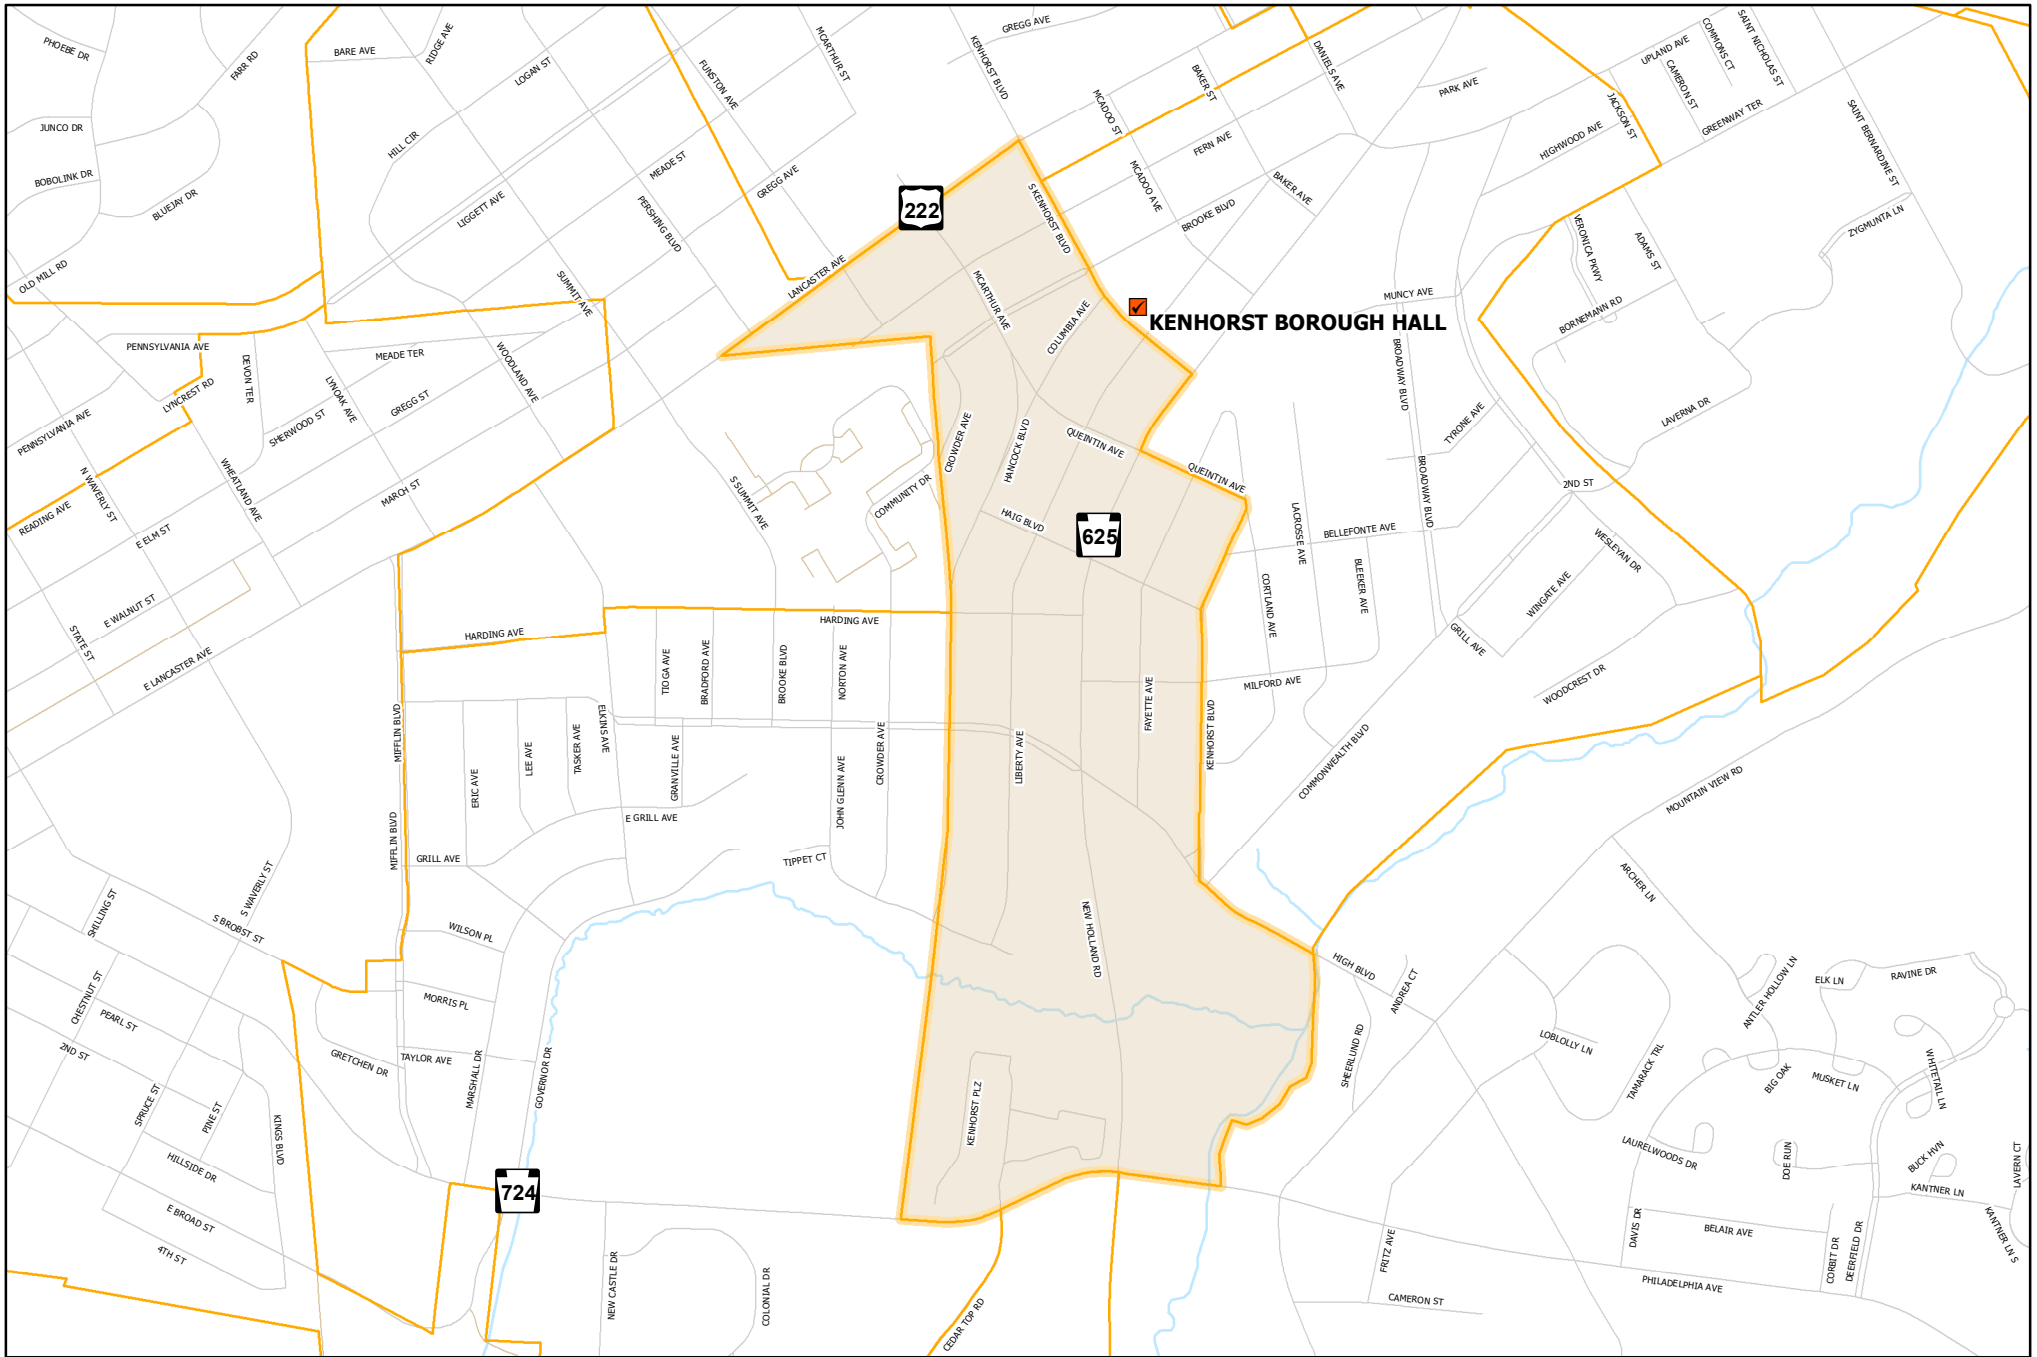 PHOEBE DR
FARR RD
BARE AVE
RIDGE AVE
LOGAN ST
FUNSTON AVE
MCARTHUR ST
KENHORST BLVD
GREGG AVE
BAKER ST
DANIELS AVE
PARK AVE
UPLAND AVE
COMMONS CT
SAINT NICHOLAS ST
CAMERON ST
JACKSON ST
GREENWAY TER
SAINT BERNARDINE ST
JUNCO DR
HILL CIR
MCADOO ST
FERN AVE
HIGHWOOD AVE
BOBOLINK DR
BLUEJAY DR
LIGGETT AVE
MEADE ST
GREGG AVE
PERSHING BLVD
222
S KENHORST BLVD
MCADOO AVE
BAKER AVE
BROOKE BLVD
VERONICA PKWY
ADAMS ST
ZYGMUNTA LN
OLD MILL RD
SUMMIT AVE
LANCASTER AVE
MCARTHUR AVE
COLUMBIA AVE
KENHORST BOROUGH HALL
MUNCY AVE
BORNEMANN RD
PENNSYLVANIA AVE
DEVON TER
MEADE TER
LYNOAK AVE
WOODLAND AVE
LYNCREST RD
PENNSYLVANIA AVE
SHERWOOD ST
GREGG ST
BROADWAY BLVD
TYRONE AVE
LAVERNA DR
CROWDER AVE
HANCOCK BLVD
QUEINTIN AVE
QUEINTIN AVE
N WAVERLY ST
WHEATLAND AVE
MARCH ST
READING AVE
S SUMMIT AVE
COMMUNITY DR
BROADWAY BLVD
2ND ST
E ELM ST
HAIG BLVD
625
LACROSSE AVE
BELLEFONTE AVE
WESLEYAN DR
BLEEKER AVE
CORTLAND AVE
WINGATE AVE
E WALNUT ST
STATE ST
HARDING AVE
HARDING AVE
GRILL AVE
E LANCASTER AVE
TIOGA AVE
BRADFORD AVE
BROOKE BLVD
NORTON AVE
MILFORD AVE
WOODCREST DR
MIFFLIN BLVD
ELKINS AVE
TASKER AVE
LEE AVE
ERIC AVE
GRANVILLE AVE
CROWDER AVE
JOHN GLENN AVE
LIBERTY AVE
FAYETTE AVE
KENHORST BLVD
COMMONWEALTH BLVD
MOUNTAIN VIEW RD
MIFFLIN BLVD
E GRILL AVE
GRILL AVE
TIPPET CT
SHILLING ST
S WAVERLY ST
S BROBST ST
WILSON PL
NEW HOLLAND RD
ARCHER LN
HIGH BLVD
ANDREA CT
ANTLER HOLLOW LN
ELK LN
RAVINE DR
CHESTNUT ST
PEARL ST
2ND ST
MORRIS PL
GRETCHEN DR
TAYLOR AVE
MARSHALL DR
GOVERNOR DR
SHEERLUND RD
LOBLOLLY LN
TAMARACK TRL
BIG OAK
MUSKET LN
WHITETAIL LN
SPRUCE ST
PINE ST
KINGS BLVD
KENHORST PLZ
LAURELWOODS DR
DOE RUN
BUCK HVN
LAVERN CT
HILLSIDE DR
724
KANTNER LN
KANTNER LN S
E BROAD ST
4TH ST
NEW CASTLE DR
COLONIAL DR
CEDAR TOP RD
FRITZ AVE
CAMERON ST
DAVIS DR
BELAIR AVE
CORBIT DR
DEERFIELD DR
PHILADELPHIA AVE